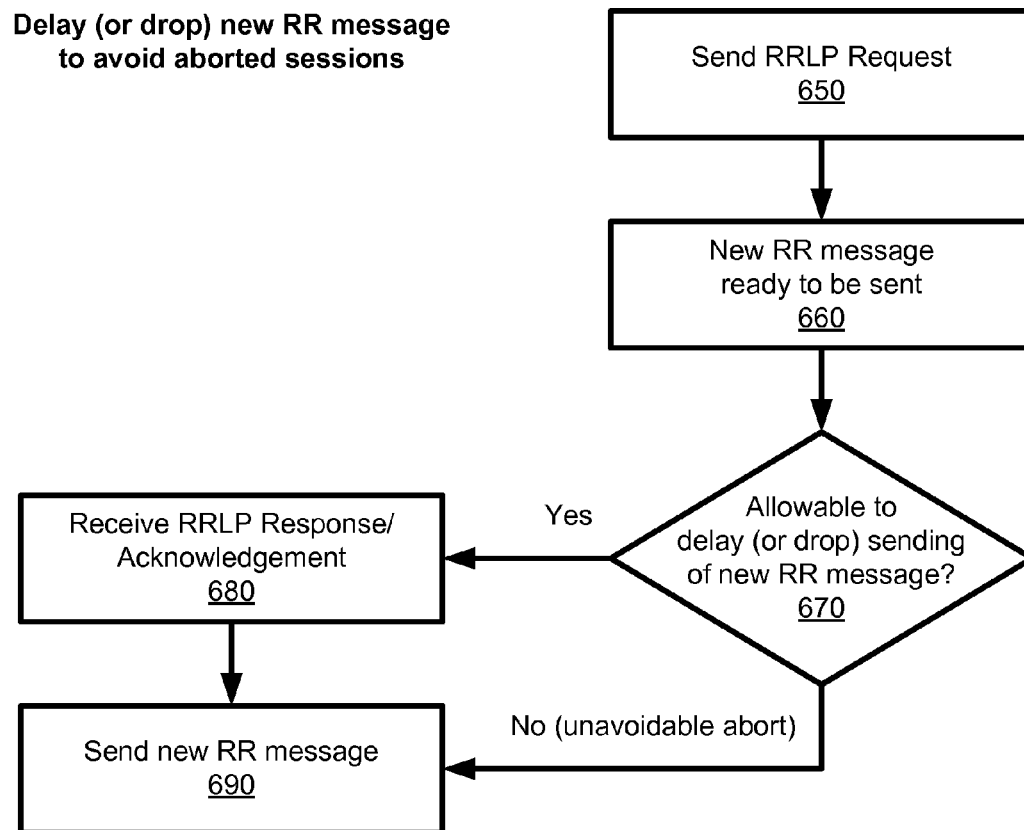 Delay (or drop) new RR message
to avoid aborted sessions
Send RRLP Request
650
New RR message
ready to be sent
660
Allowable to
delay (or drop) sending
of new RR message?
670
Yes
Receive RRLP Response/
Acknowledgement
680
No (unavoidable abort)
Send new RR message
690